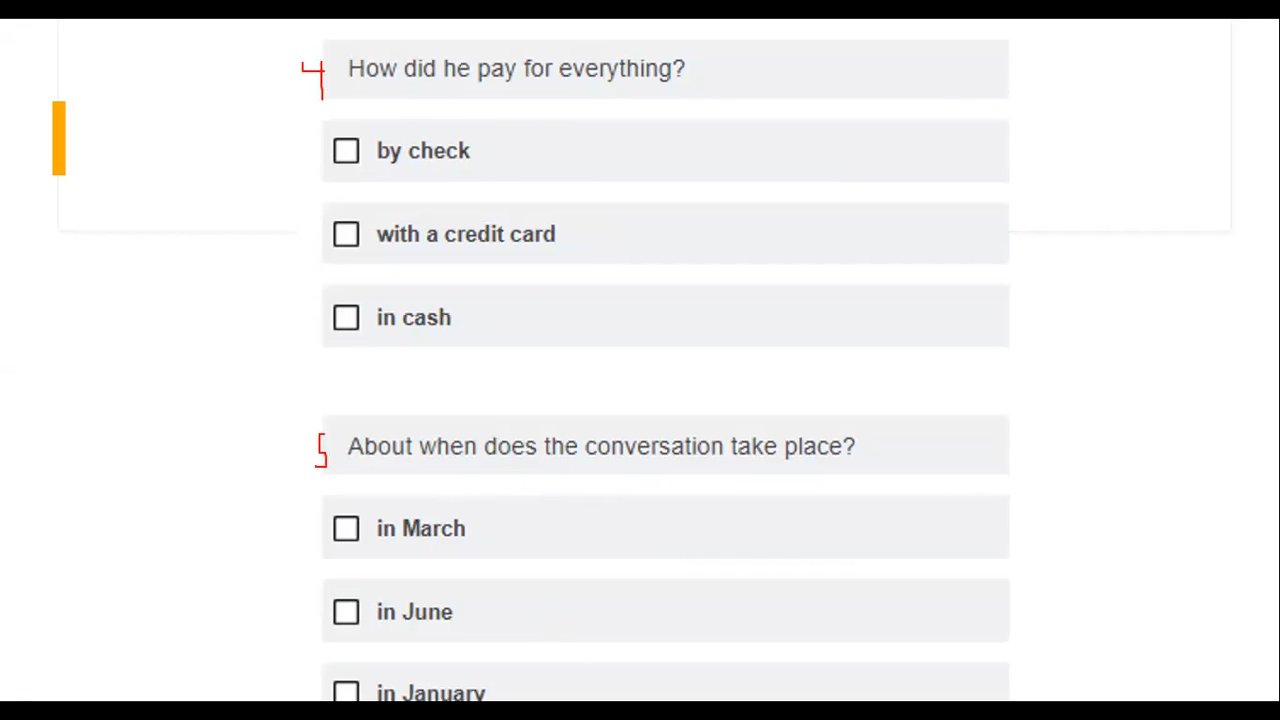 4 How did he pay for everything?
by check
with a credit card
in cash
5 About when does the conversation take place?
in March
in June
in January